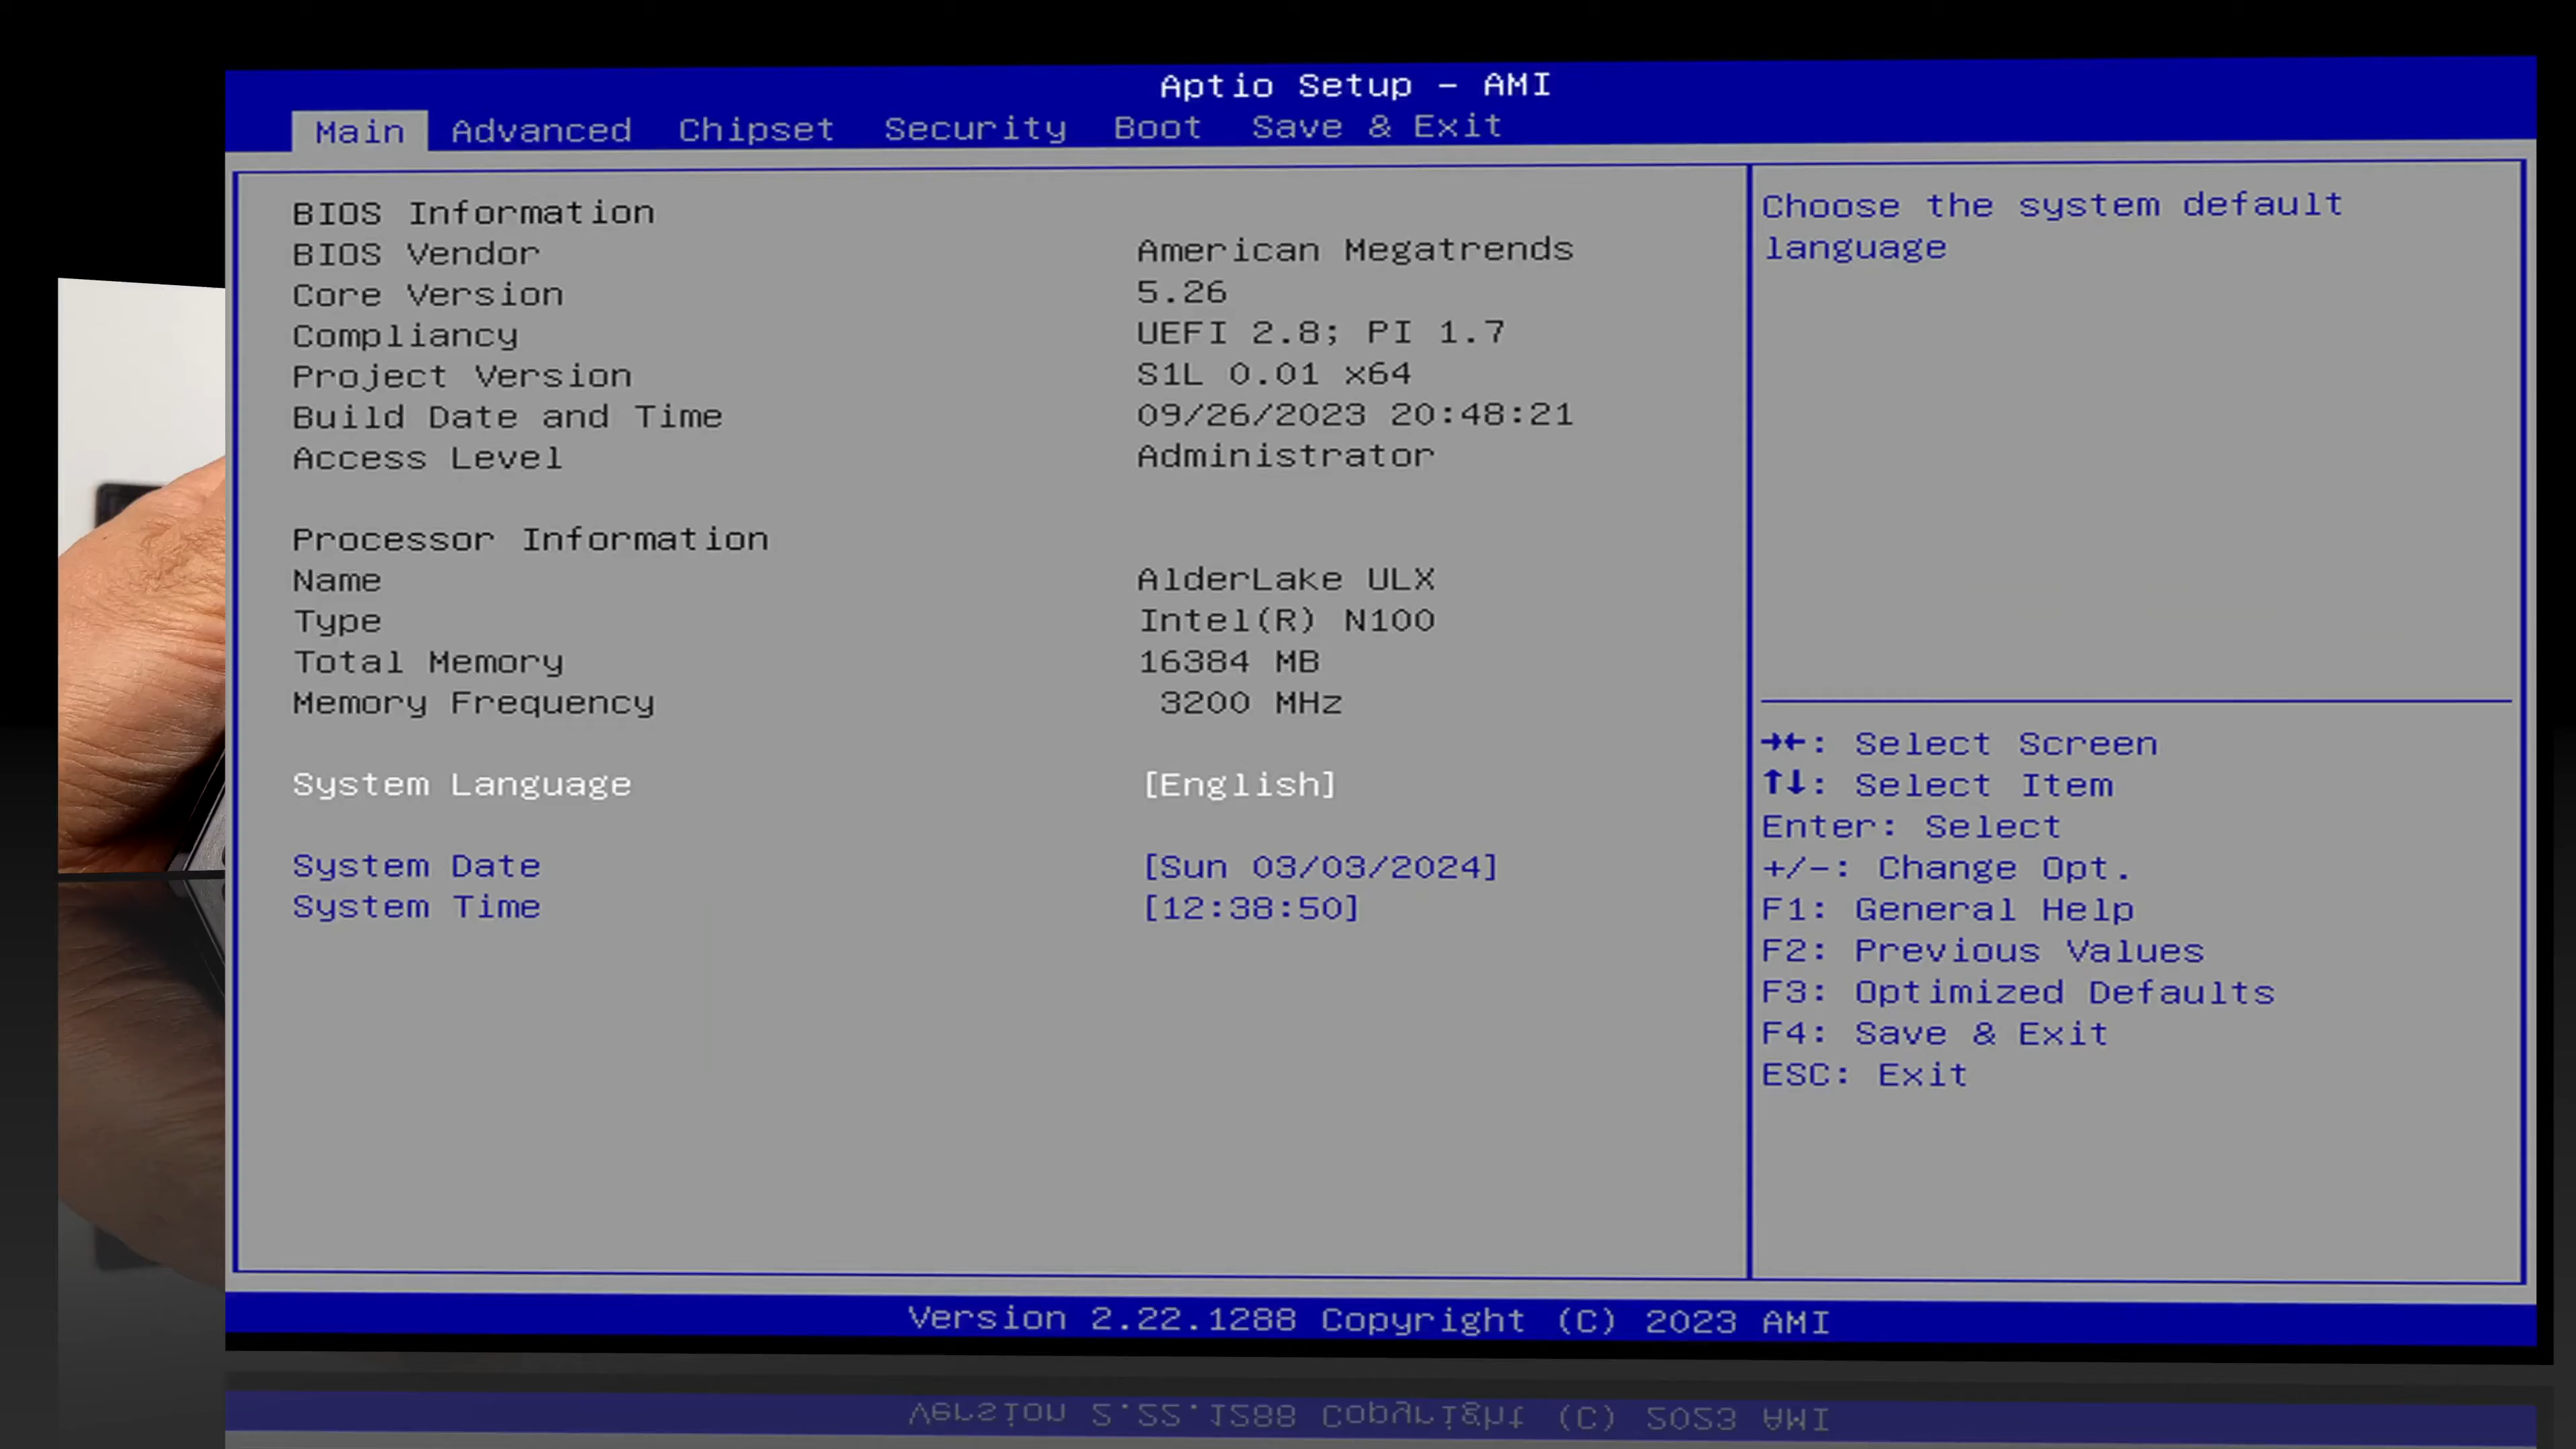 Aptio Setup – AMI
Main Advanced Chipset Security Boot Save & Exit
BIOS Information
BIOS Vendor American Megatrends
Core Version 5.26
Compliancy UEFI 2.8; PI 1.7
Project Version S1L 0.01 x64
Build Date and Time 09/26/2023 20:48:21
Access Level Administrator
Processor Information
Name AlderLake ULX
Type Intel(R) N100
Total Memory 16384 MB
Memory Frequency 3200 MHz
System Language [English]
System Date [Sun 03/03/2024]
System Time [12:38:50]
Choose the system default
language
→←: Select Screen
↑↓: Select Item
Enter: Select
+/-: Change Opt.
F1: General Help
F2: Previous Values
F3: Optimized Defaults
F4: Save & Exit
ESC: Exit
Version 2.22.1288 Copyright (C) 2023 AMI